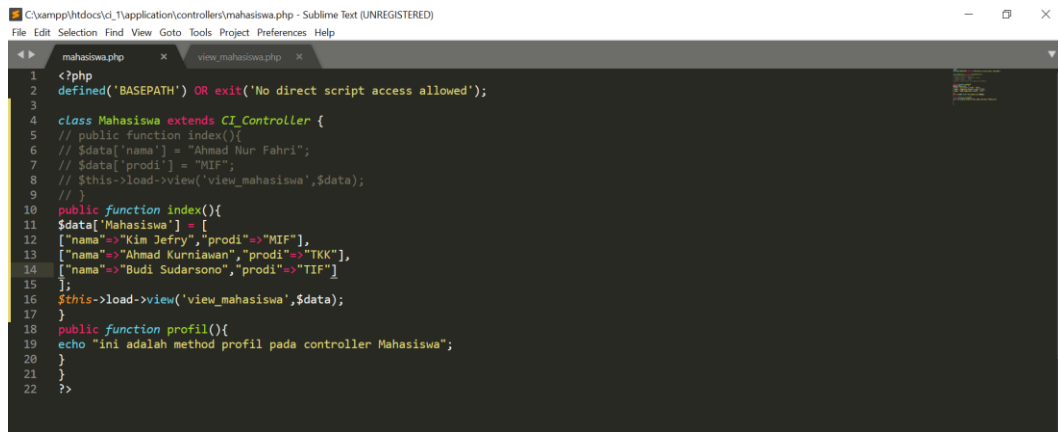 C:\xampp\htdocs\ci_1\application\controllers\mahasiswa.php - Sublime Text (UNREGISTERED)
File Edit Selection Find View Goto Tools Project Preferences Help
mahasiswa.php × view_mahasiswa.php ×
1 <?php
2 defined('BASEPATH') OR exit('No direct script access allowed');
3
4 class Mahasiswa extends CI_Controller {
5 // public function index(){
6 // $data['nama'] = "Ahmad Nur Fahri";
7 // $data['prodi'] = "MIF";
8 // $this->load->view('view_mahasiswa',$data);
9 // }
10 public function index(){
11 $data['Mahasiswa'] = [
12 ["nama"=>"Kim Jefry","prodi"=>"MIF"],
13 ["nama"=>"Ahmad Kurniawan","prodi"=>"TKK"],
14 ["nama"=>"Budi Sudarsono","prodi"=>"TIF"]
15 ];
16 $this->load->view('view_mahasiswa',$data);
17 }
18 public function profil(){
19 echo "ini adalah method profil pada controller Mahasiswa";
20 }
21 }
22 ?>